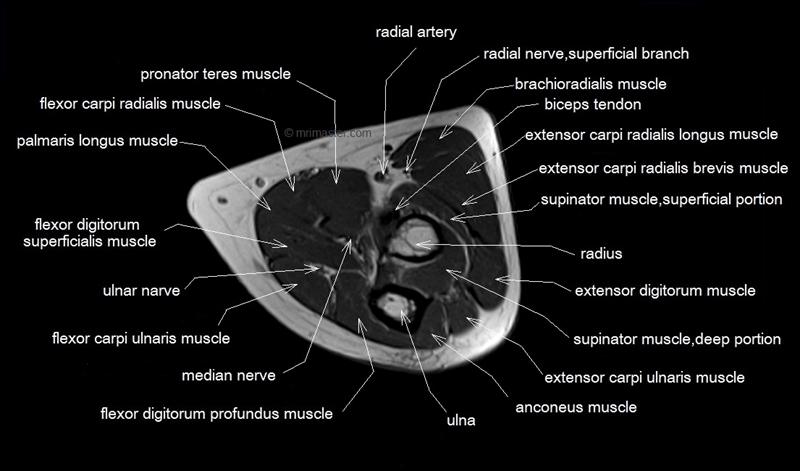 radial artery
radial nerve,superficial branch
pronator teres muscle
brachioradialis muscle
flexor carpi radialis muscle
biceps tendon
© mrimaster.com
palmaris longus muscle
extensor carpi radialis longus muscle
extensor carpi radialis brevis muscle
supinator muscle,superficial portion
flexor digitorum
superficialis muscle
radius
ulnar narve
extensor digitorum muscle
flexor carpi ulnaris muscle
supinator muscle,deep portion
median nerve
extensor carpi ulnaris muscle
flexor digitorum profundus muscle
ulna
anconeus muscle